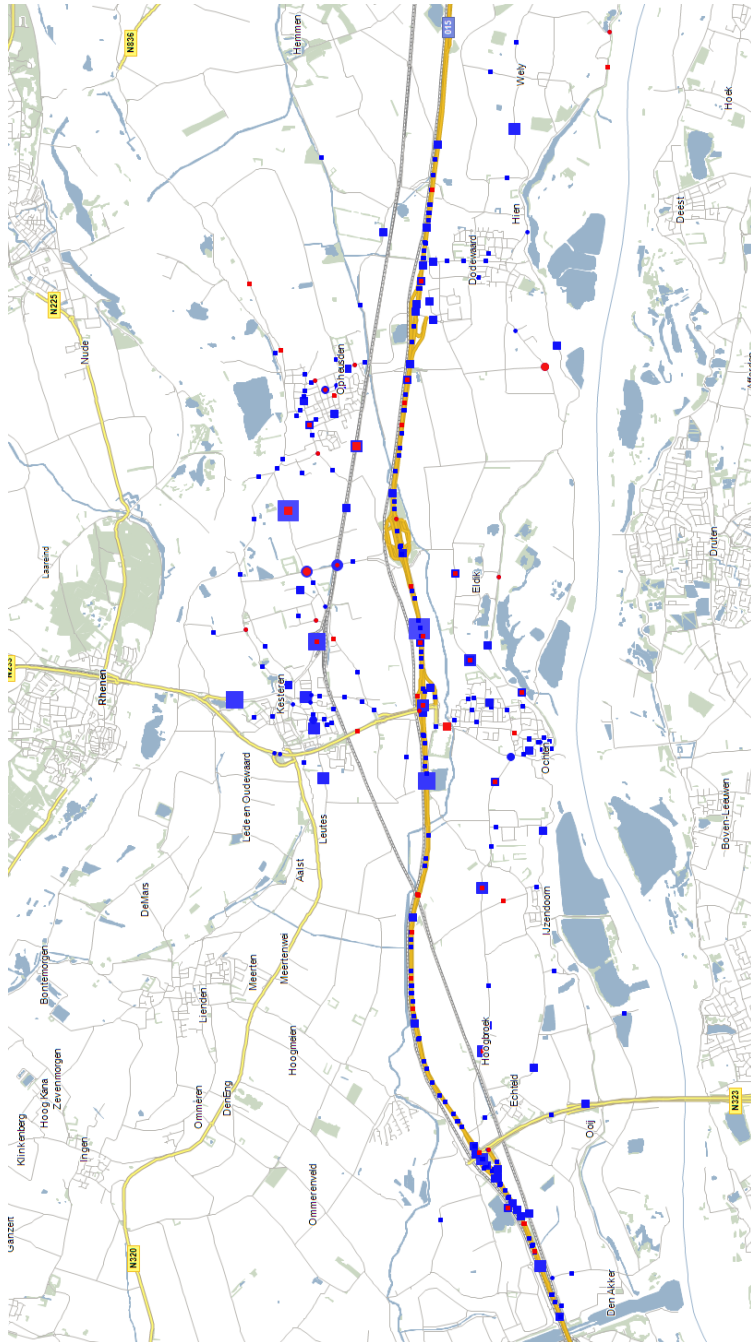 N836
Hemmen
015
Wely
Hoek
Deest
Hien
Dodewaard
N225
Nude
Opheusden
Afferden
Laareind
Druten
Eldik
N233
Rhenen
Kesteren
Lede en Oudewaard
Ochten
Leutes
Boven-Leeuwen
Aalst
DeMars
IJzendoorn
Bontemorgen
Meerten
Meertenwei
Lienden
Hoogmeien
Hoogbroek
Zevenmorgen
Hoog Kana
Klinkenberg
Ommeren
DenEng
Echteld
N323
Ingen
Ooij
Ommerenveld
Ganzert
N320
Den Akker